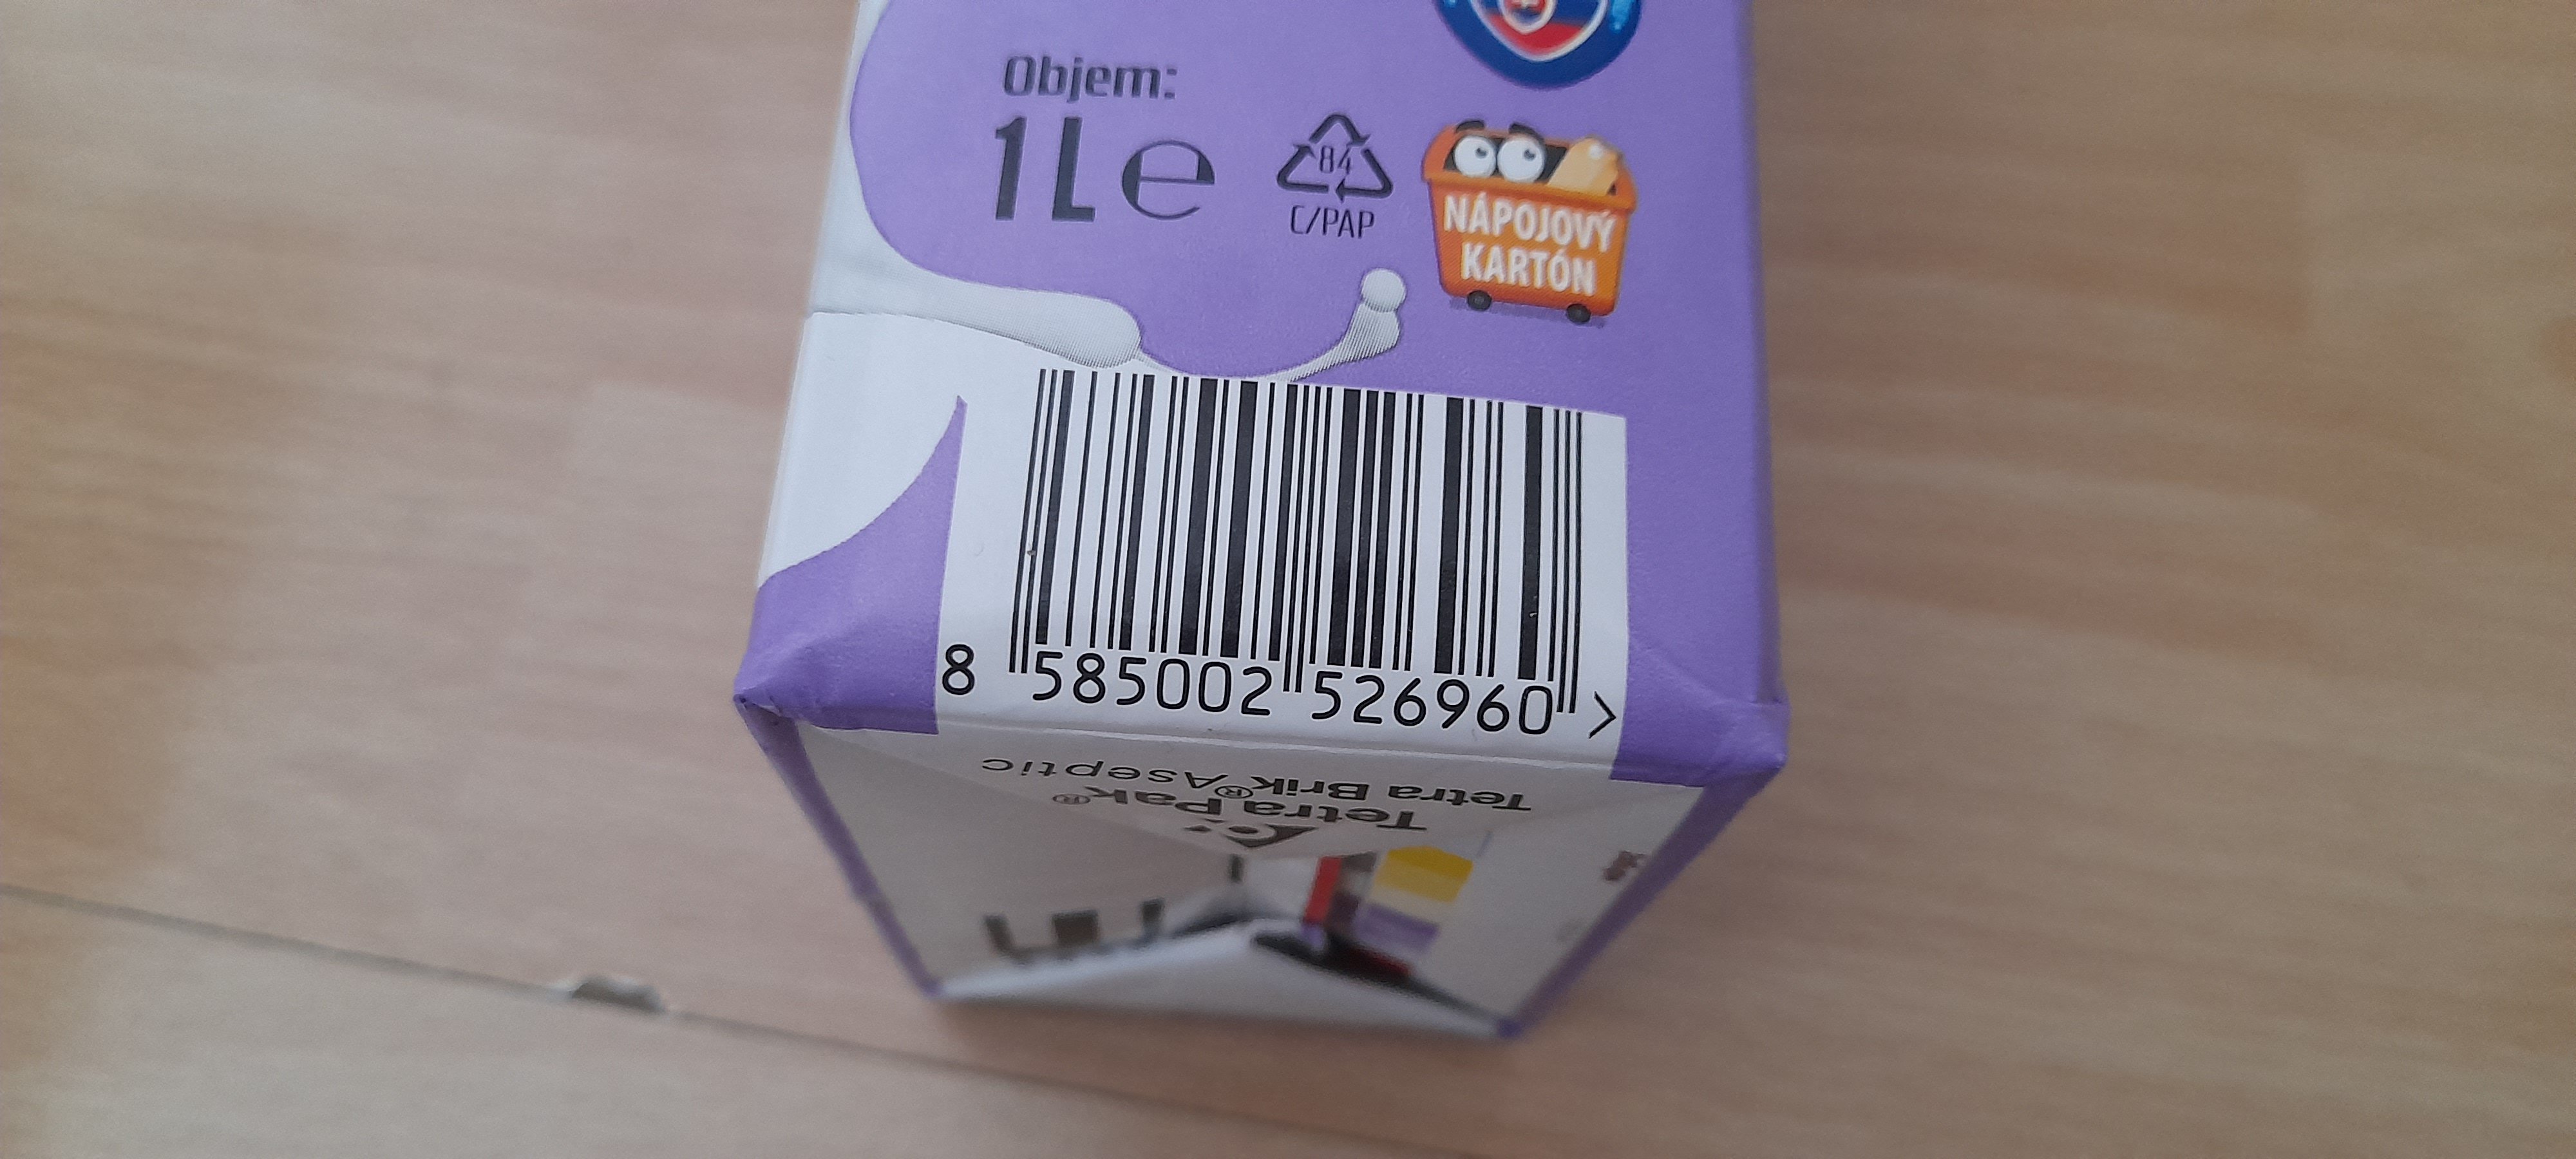 Objem:
1L℮
84
C/PAP
NÁPOJOVÝ
KARTÓN
8 585002 526960 >
Tetra Brik® Aseptic
Tetra Pak®